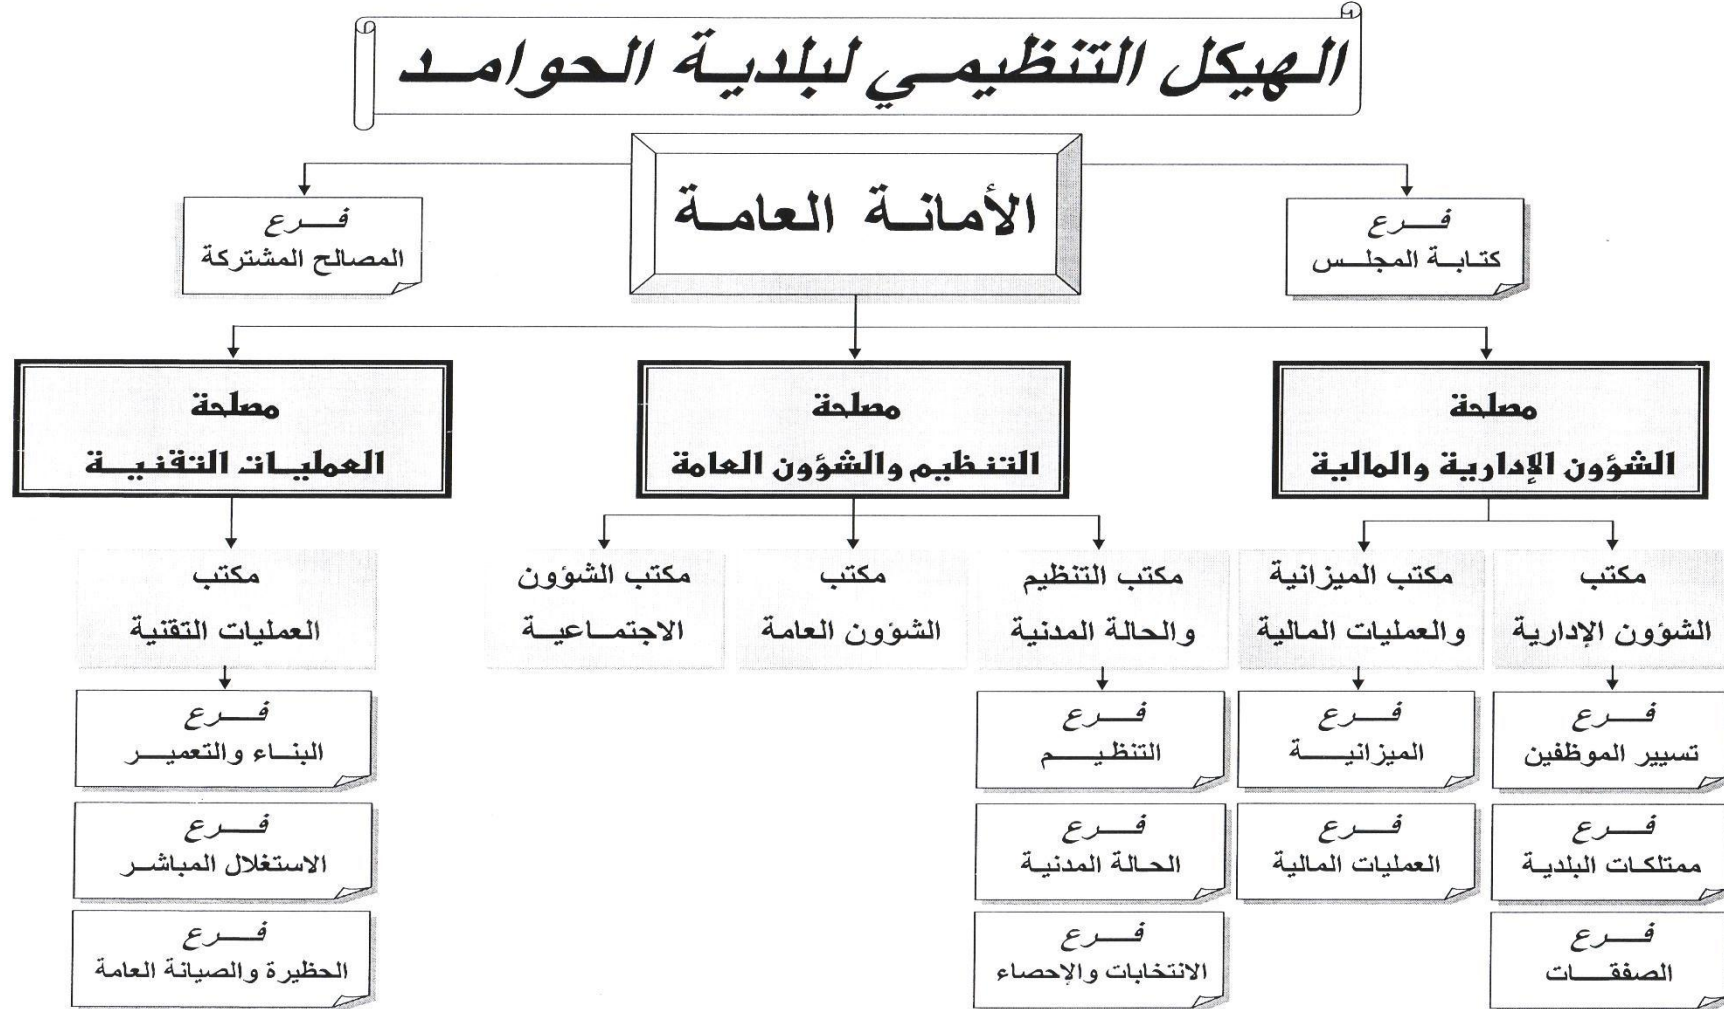 الهيكل التنظيمي لبلدية الحوامد
الأمانة العامة
فرع
كتابة المجلس
فرع
المصالح المشتركة
مصلحة
الشؤون الإدارية والمالية
مصلحة
التنظيم والشؤون العامة
مصلحة
العمليات التقنية
مكتب
الشؤون الإدارية
مكتب الميزانية
والعمليات المالية
مكتب التنظيم
والحالة المدنية
مكتب
الشؤون العامة
مكتب الشؤون
الاجتماعية
مكتب
العمليات التقنية
فرع
تسيير الموظفين
فرع
الميزانية
فرع
التنظيم
فرع
البناء والتعمير
فرع
ممتلكات البلدية
فرع
العمليات المالية
فرع
الحالة المدنية
فرع
الاستغلال المباشر
فرع
الصفقات
فرع
الانتخابات والإحصاء
فرع
الحظيرة والصيانة العامة